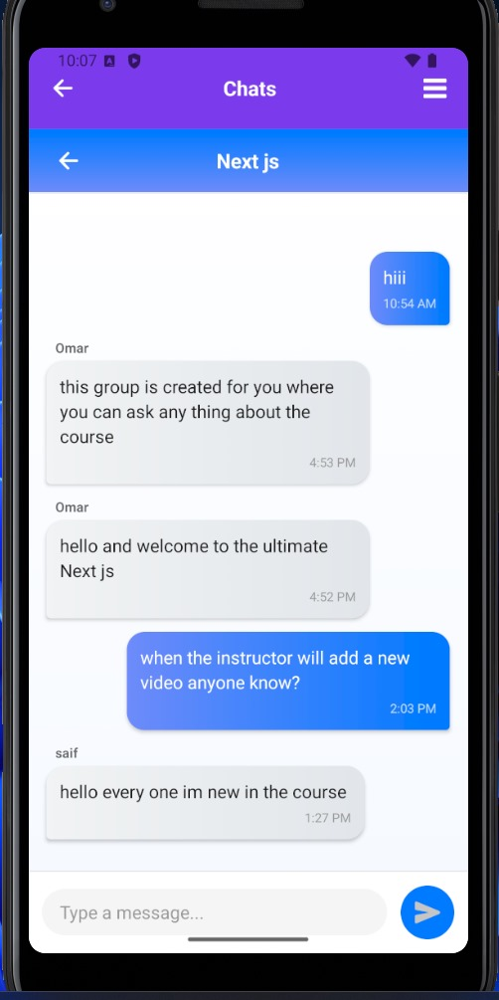 10:07
Chats
Next js
hiii
10:54 AM
Omar
this group is created for you where
you can ask any thing about the
course
4:53 PM
Omar
hello and welcome to the ultimate
Next js
4:52 PM
when the instructor will add a new
video anyone know?
2:03 PM
saif
hello every one im new in the course
1:27 PM
Type a message...